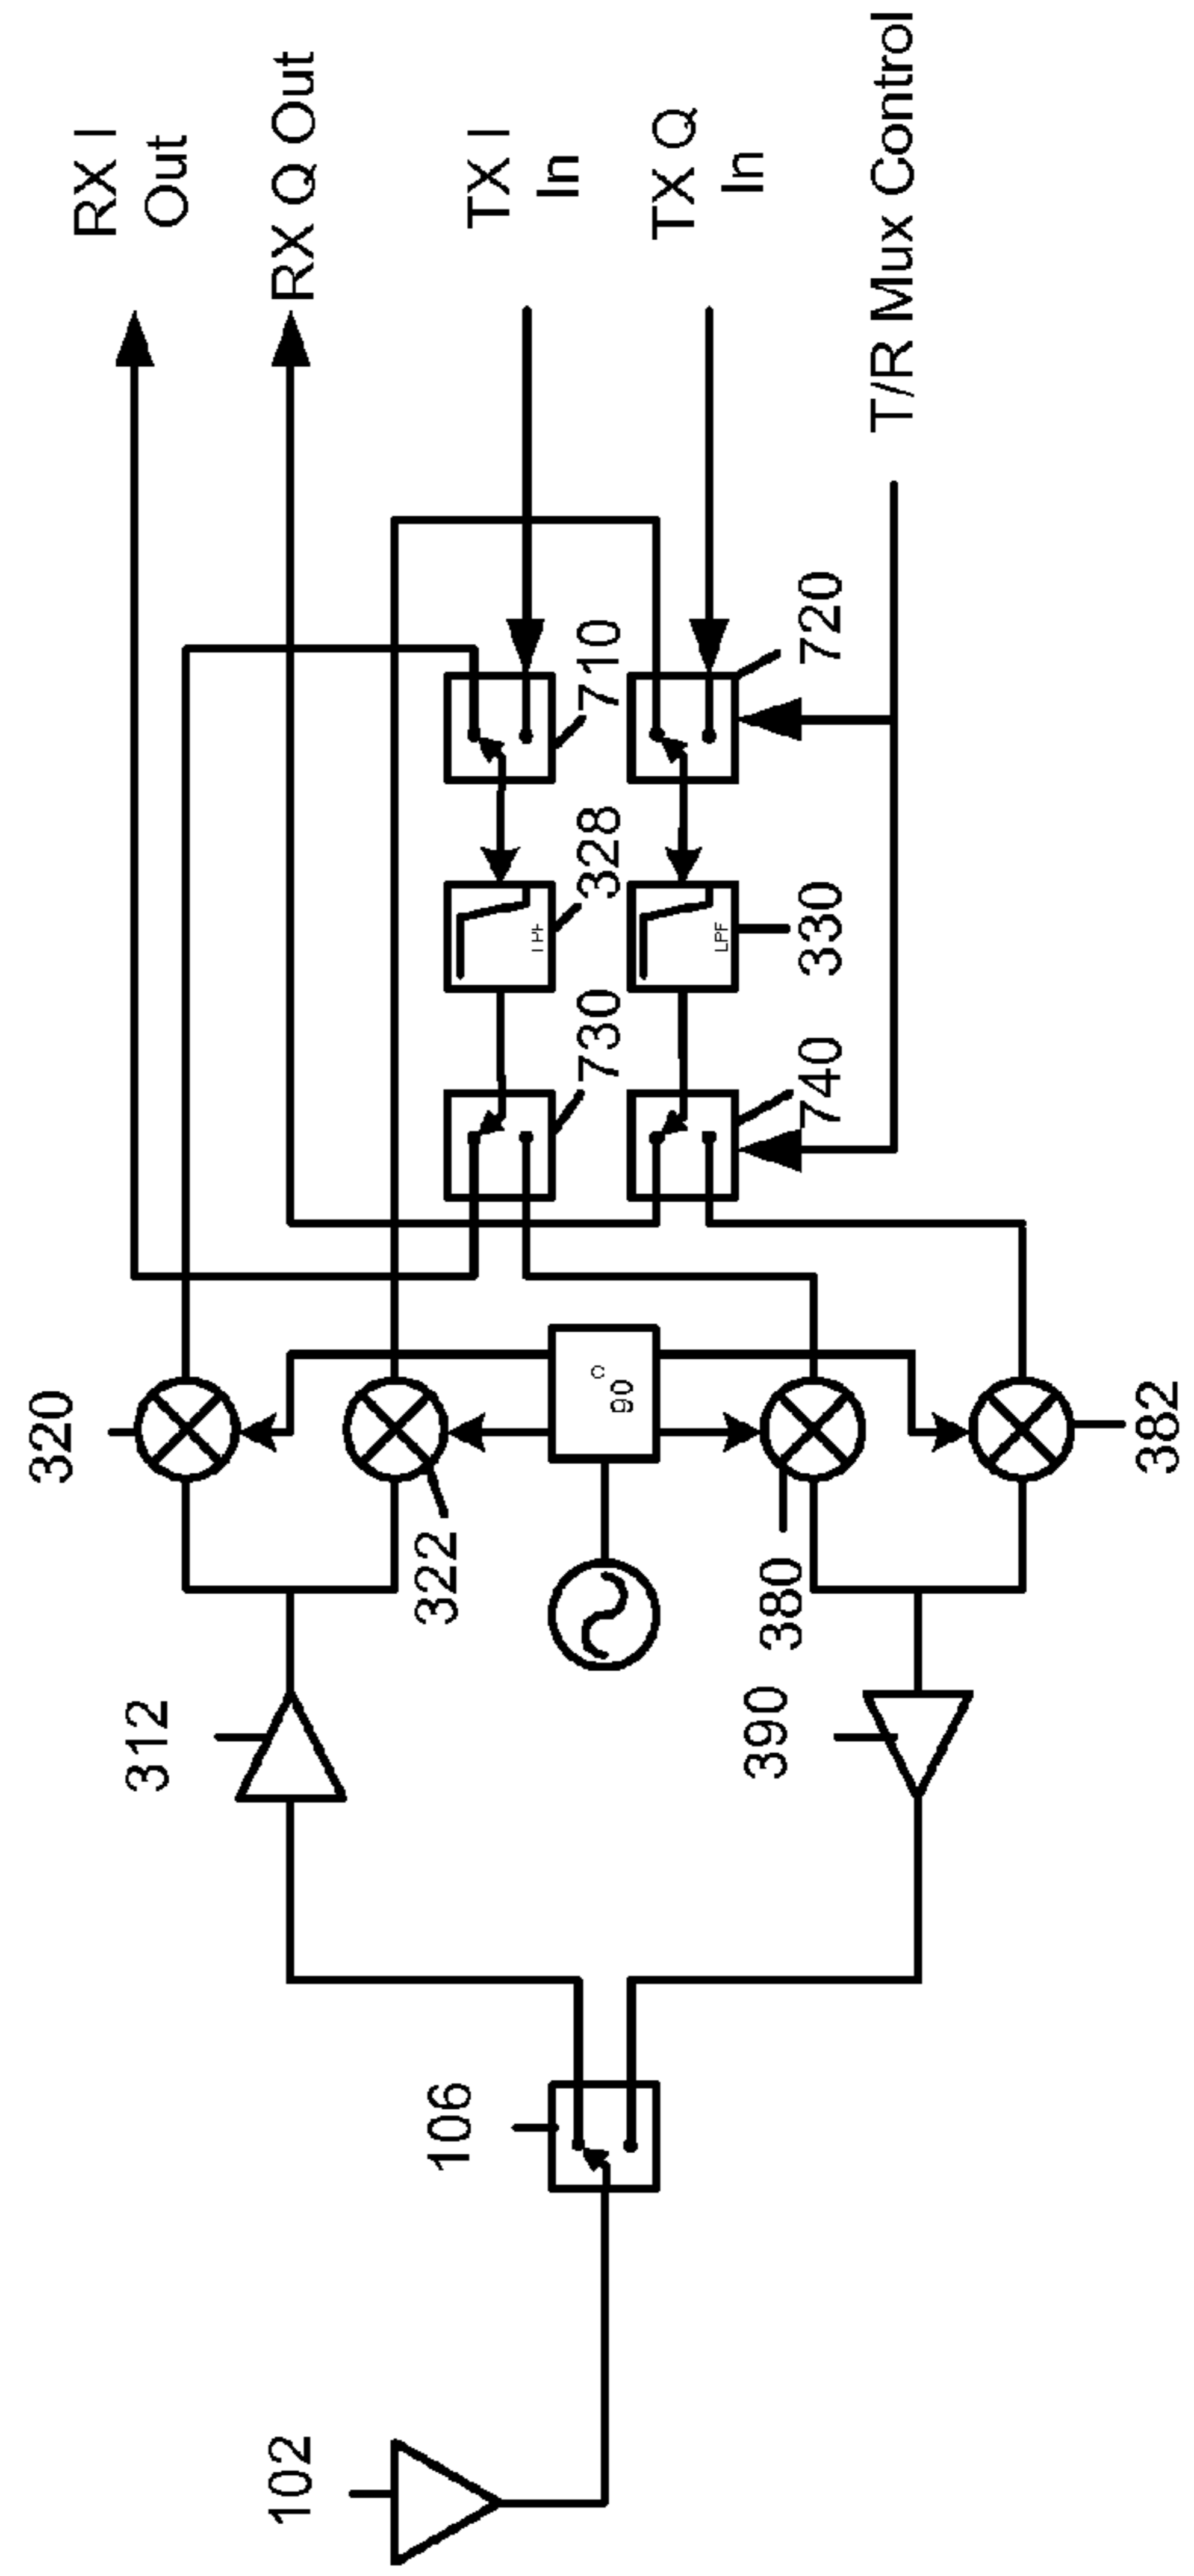 RX I
Out
RX Q Out
TX I
In
TX Q
In
T/R Mux Control
320
322
312
106
102
710
328
730
LPF
720
330
740
LPF
90°
380
390
382